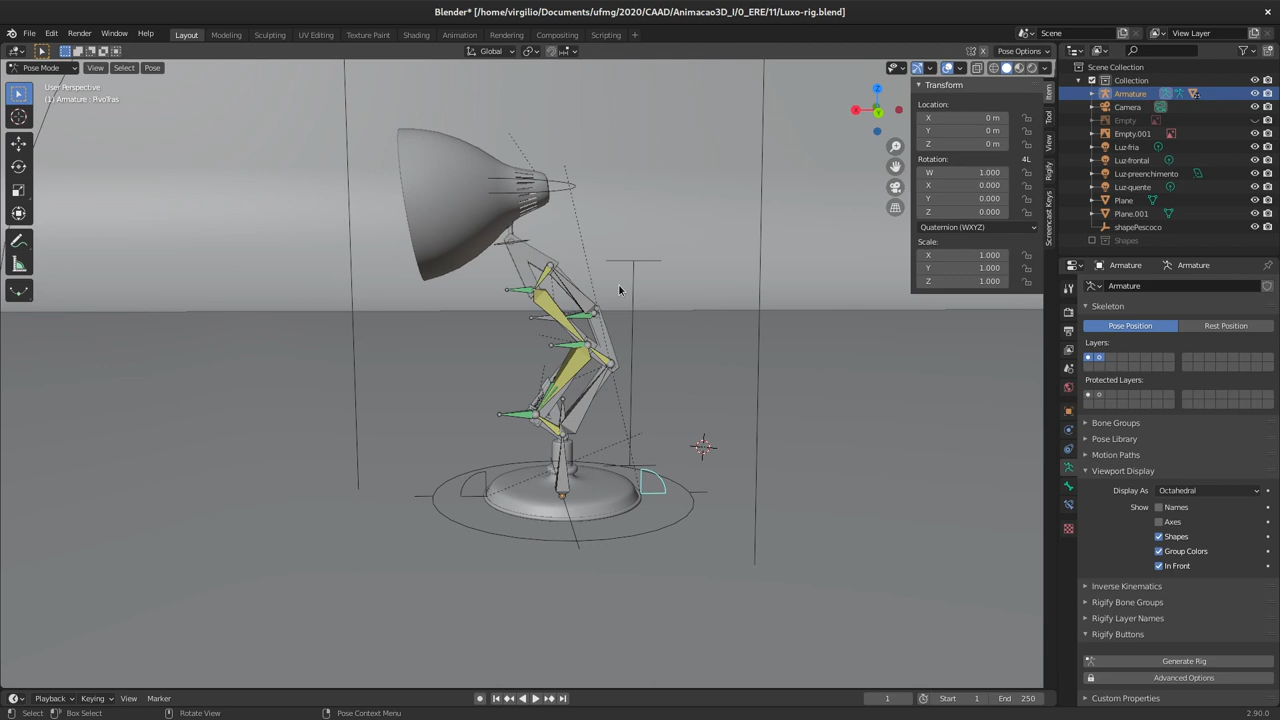 Blender* [/home/virgilio/Documents/ufmg/2020/CAAD/Animacao3D_I/0_ERE/11/Luxo-rig.blend]
File Edit Render Window Help Layout Modeling Sculpting UV Editing Texture Paint Shading Animation Rendering Compositing Scripting + Scene View Layer
Global Pose Options
Pose Mode View Select Pose
User Perspective
(1) Armature : PivoTras
Z
X
Y
Transform
Location:
X 0 m
Y 0 m
Z 0 m
Rotation: 4L
W 1.000
X 0.000
Y 0.000
Z 0.000
Quaternion (WXYZ)
Scale:
X 1.000
Y 1.000
Z 1.000
Item
Tool
View
Rigify
Screencast Keys
Scene Collection
Collection
Armature
Camera
Empty
Empty.001
Luz-fria
Luz-frontal
Luz-preenchimento
Luz-quente
Plane
Plane.001
shapePescoco
Shapes
Armature Armature
Armature
Skeleton
Pose Position Rest Position
Layers:
Protected Layers:
Bone Groups
Pose Library
Motion Paths
Viewport Display
Display As Octahedral
Show Names
Axes
Shapes
Group Colors
In Front
Inverse Kinematics
Rigify Bone Groups
Rigify Layer Names
Rigify Buttons
Generate Rig
Advanced Options
Custom Properties
Playback Keying View Marker 1 Start 1 End 250
Select Box Select Rotate View Pose Context Menu 2.90.0